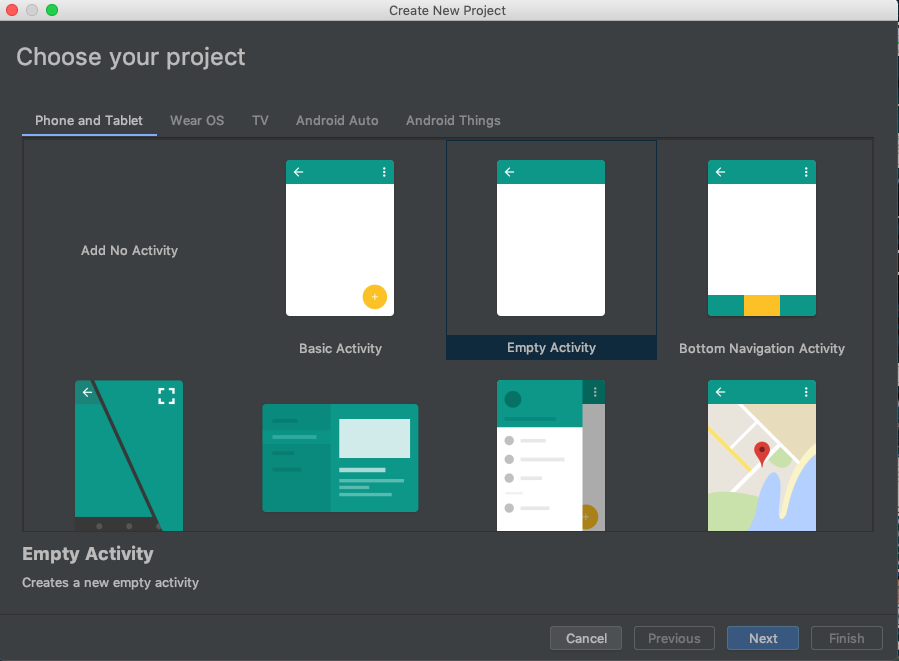 Create New Project
Choose your project
Phone and Tablet Wear OS TV Android Auto Android Things
Add No Activity
Basic Activity
Empty Activity
Bottom Navigation Activity
Empty Activity
Creates a new empty activity
Cancel Previous Next Finish